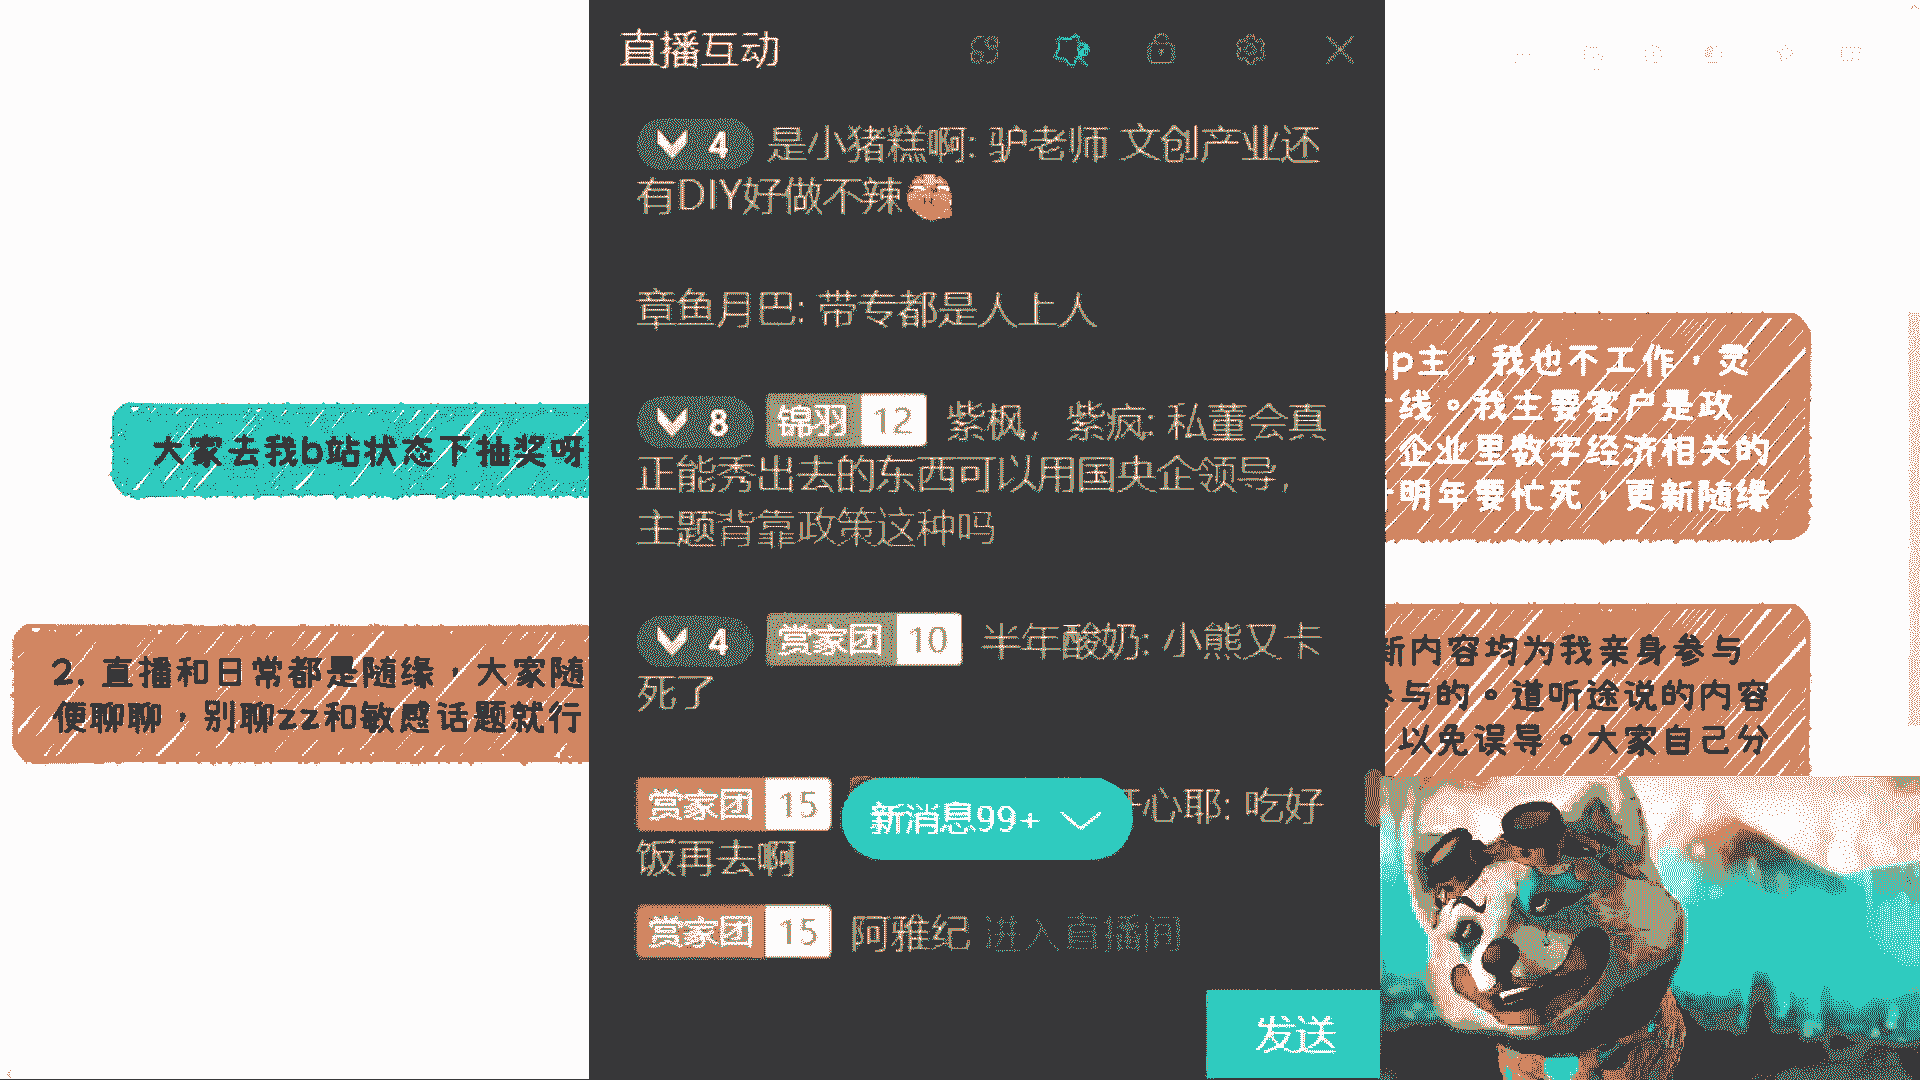 直播互动
4 是小猪糕啊: 驴老师 文创产业还
有DIY好做不辣
章鱼月巴: 带专都是人上人
8 锦羽 12 紫枫，紫疯: 私董会真
正能秀出去的东西可以用国央企领导，
主题背靠政策这种吗
4 赏家团 10 半年酸奶: 小熊又卡
死了
赏家团 15 开心耶: 吃好
饭再去啊
新消息99+
赏家团 15 阿雅纪 进入直播间
发送
大家去我b站状态下抽奖呀
2. 直播和日常都是随缘，大家随
便聊聊，别聊zz和敏感话题就行
up主，我也不工作，灵
线。我主要客户是政
企业里数字经济相关的
明年要忙死，更新随缘
新内容均为我亲身参与
参与的。道听途说的内容
以免误导。大家自己分